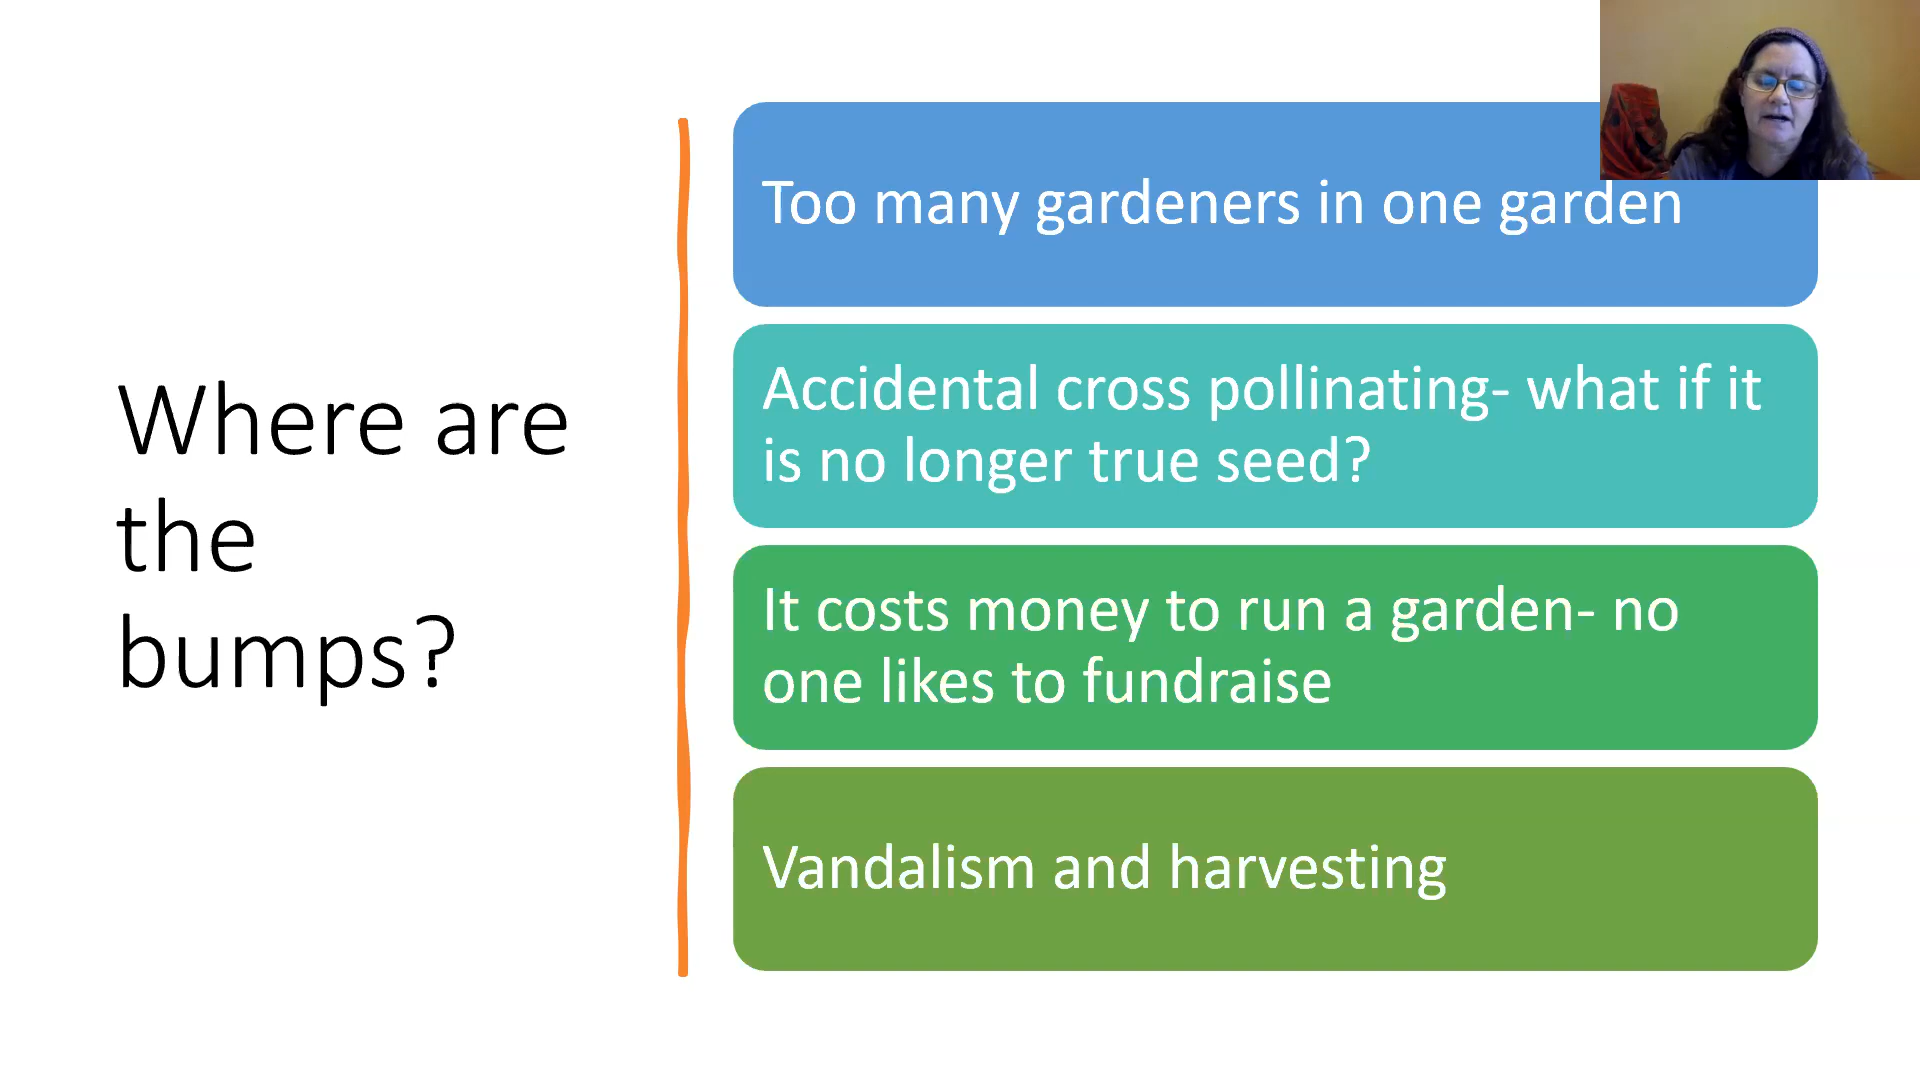 Where are
the
bumps?
Too many gardeners in one garden
Accidental cross pollinating- what if it
is no longer true seed?
It costs money to run a garden- no
one likes to fundraise
Vandalism and harvesting